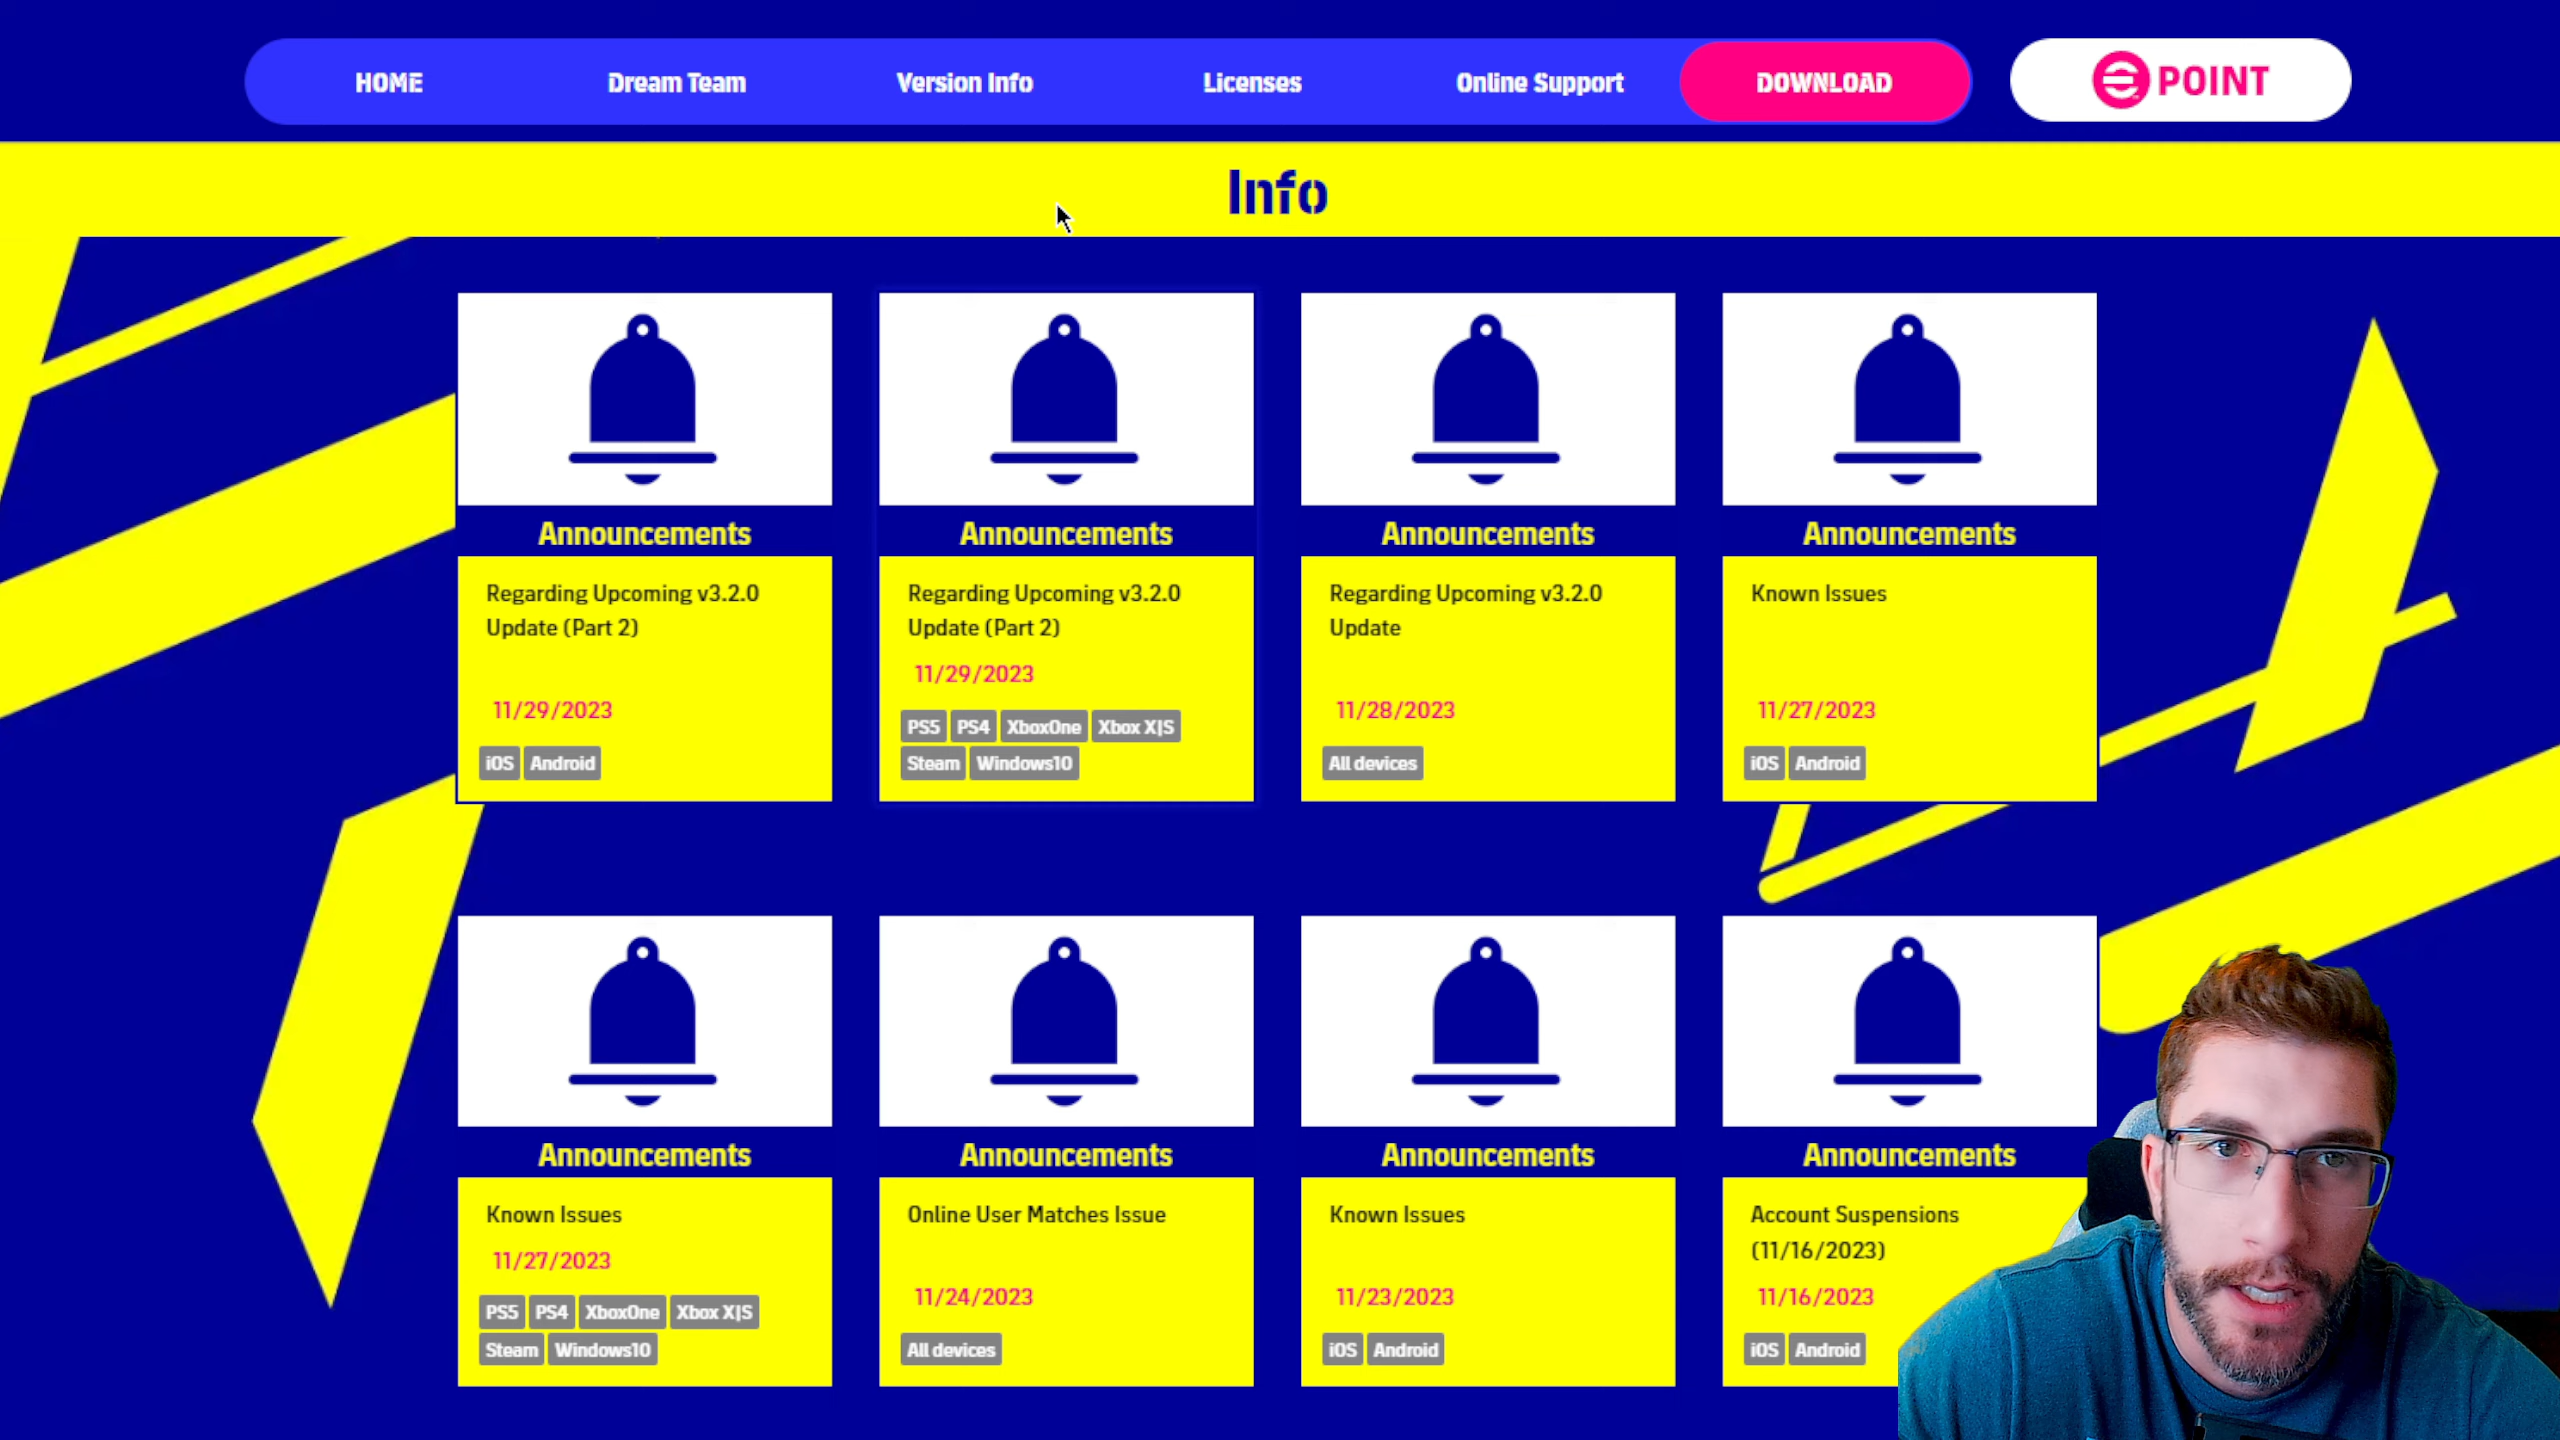 HOME
Dream Team
Version Info
Licenses
Online Support
DOWNLOAD
POINT
Info
Announcements
Regarding Upcoming v3.2.0
Update (Part 2)
11/29/2023
iOS Android
Announcements
Regarding Upcoming v3.2.0
Update (Part 2)
11/29/2023
PS5 PS4 XboxOne Xbox X|S
Steam Windows10
Announcements
Regarding Upcoming v3.2.0
Update
11/28/2023
All devices
Announcements
Known Issues
11/27/2023
iOS Android
Announcements
Known Issues
11/27/2023
PS5 PS4 XboxOne Xbox X|S
Steam Windows10
Announcements
Online User Matches Issue
11/24/2023
All devices
Announcements
Known Issues
11/23/2023
iOS Android
Announcements
Account Suspensions
(11/16/2023)
11/16/2023
iOS Android